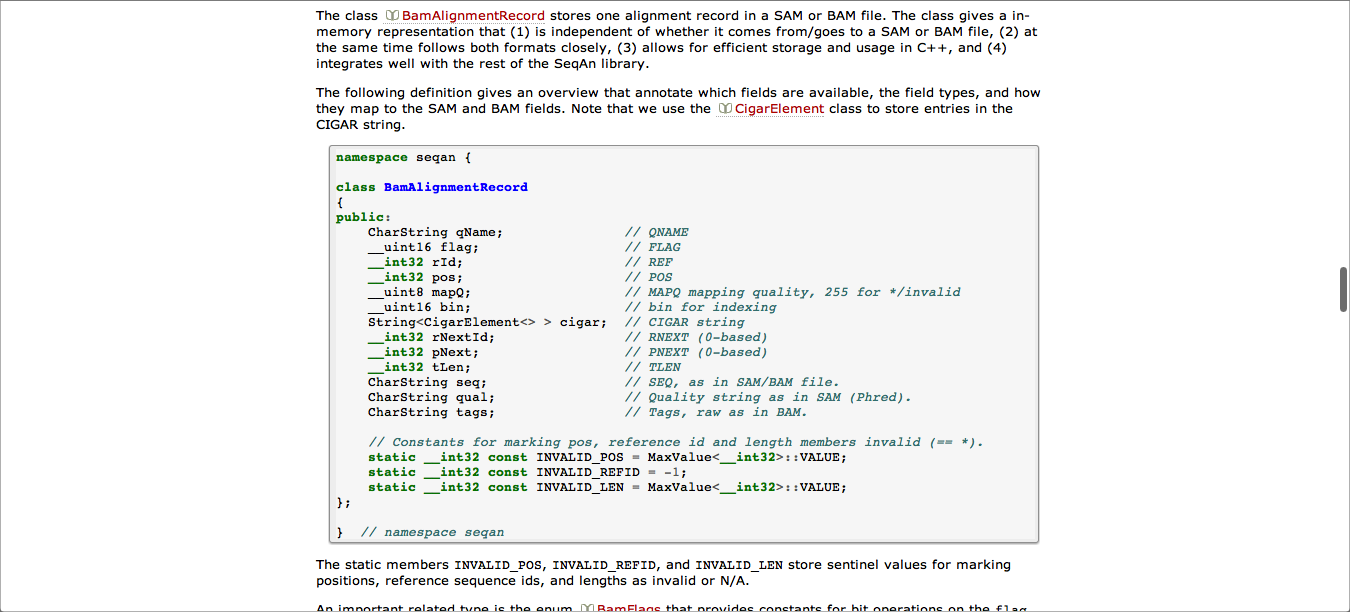 The class BamAlignmentRecord stores one alignment record in a SAM or BAM file. The class gives a in-
memory representation that (1) is independent of whether it comes from/goes to a SAM or BAM file, (2) at
the same time follows both formats closely, (3) allows for efficient storage and usage in C++, and (4)
integrates well with the rest of the SeqAn library.
The following definition gives an overview that annotate which fields are available, the field types, and how
they map to the SAM and BAM fields. Note that we use the CigarElement class to store entries in the
CIGAR string.
namespace seqan {
class BamAlignmentRecord
{
public:
CharString qName; // QNAME
__uint16 flag; // FLAG
__int32 rId; // REF
__int32 pos; // POS
__uint8 mapQ; // MAPQ mapping quality, 255 for */invalid
__uint16 bin; // bin for indexing
String<CigarElement<> > cigar; // CIGAR string
__int32 rNextId; // RNEXT (0-based)
__int32 pNext; // PNEXT (0-based)
__int32 tLen; // TLEN
CharString seq; // SEQ, as in SAM/BAM file.
CharString qual; // Quality string as in SAM (Phred).
CharString tags; // Tags, raw as in BAM.
// Constants for marking pos, reference id and length members invalid (== *).
static __int32 const INVALID_POS = MaxValue<__int32>::VALUE;
static __int32 const INVALID_REFID = -1;
static __int32 const INVALID_LEN = MaxValue<__int32>::VALUE;
};
} // namespace seqan
The static members INVALID_POS, INVALID_REFID, and INVALID_LEN store sentinel values for marking
positions, reference sequence ids, and lengths as invalid or N/A.
An important related type is the enum BamFlags that provides constants for bit operations on the flag